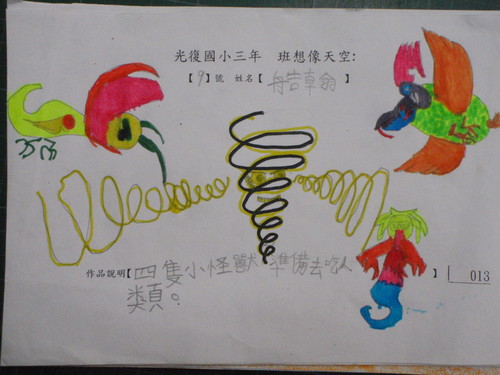 光復國小三年 班想像天空:
【9】號 姓名【 】
作品說明【四隻小怪獸 準備去吃人 】 013
類。